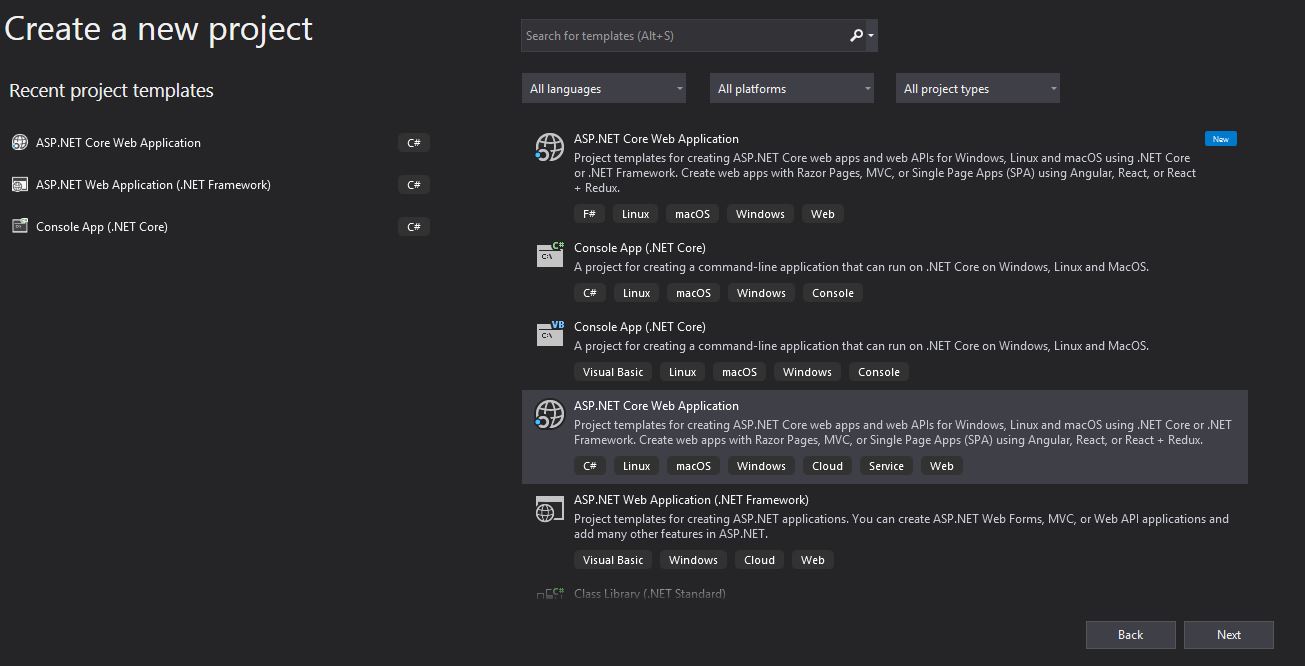 Create a new project
Search for templates (Alt+S)
Recent project templates
All languages
All platforms
All project types
ASP.NET Core Web Application
C#
ASP.NET Web Application (.NET Framework)
C#
Console App (.NET Core)
C#
ASP.NET Core Web Application
New
Project templates for creating ASP.NET Core web apps and web APIs for Windows, Linux and macOS using .NET Core
or .NET Framework. Create web apps with Razor Pages, MVC, or Single Page Apps (SPA) using Angular, React, or React
+ Redux.
F# Linux macOS Windows Web
C#
C:\
Console App (.NET Core)
A project for creating a command-line application that can run on .NET Core on Windows, Linux and MacOS.
C# Linux macOS Windows Console
VB
C:\
Console App (.NET Core)
A project for creating a command-line application that can run on .NET Core on Windows, Linux and MacOS.
Visual Basic Linux macOS Windows Console
ASP.NET Core Web Application
Project templates for creating ASP.NET Core web apps and web APIs for Windows, Linux and macOS using .NET Core or .NET
Framework. Create web apps with Razor Pages, MVC, or Single Page Apps (SPA) using Angular, React, or React + Redux.
C# Linux macOS Windows Cloud Service Web
ASP.NET Web Application (.NET Framework)
Project templates for creating ASP.NET applications. You can create ASP.NET Web Forms, MVC, or Web API applications and
add many other features in ASP.NET.
Visual Basic Windows Cloud Web
C#
Class Library (.NET Standard)
Back
Next